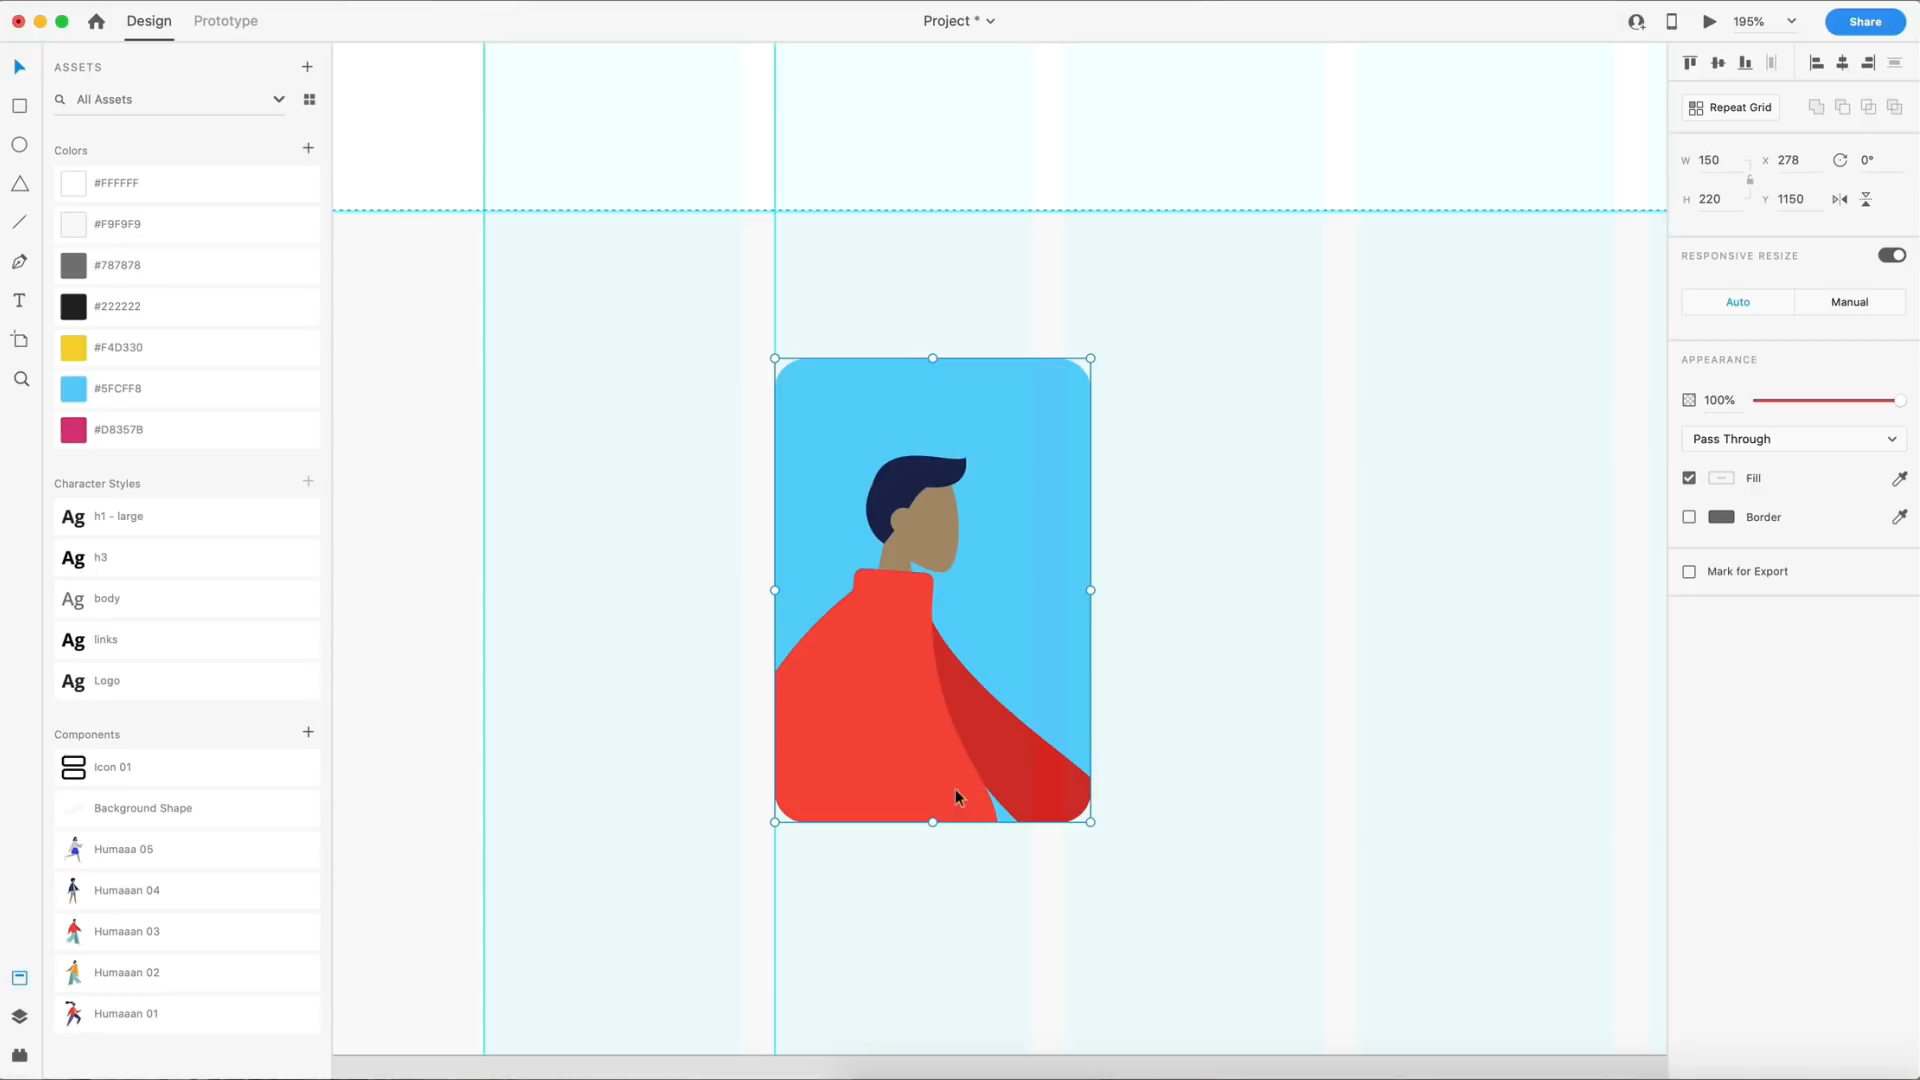 Design
Prototype
Project *
195%
Share
ASSETS
All Assets
Colors
#FFFFFF
#F9F9F9
#787878
#222222
#F4D330
#5FCFF8
#D8357B
Character Styles
Ag h1 - large
Ag h3
Ag body
Ag links
Ag Logo
Components
Icon 01
Background Shape
Humaaa 05
Humaaan 04
Humaaan 03
Humaaan 02
Humaaan 01
Repeat Grid
W 150 X 278 0°
H 220 Y 1150
RESPONSIVE RESIZE
Auto
Manual
APPEARANCE
100%
Pass Through
Fill
Border
Mark for Export